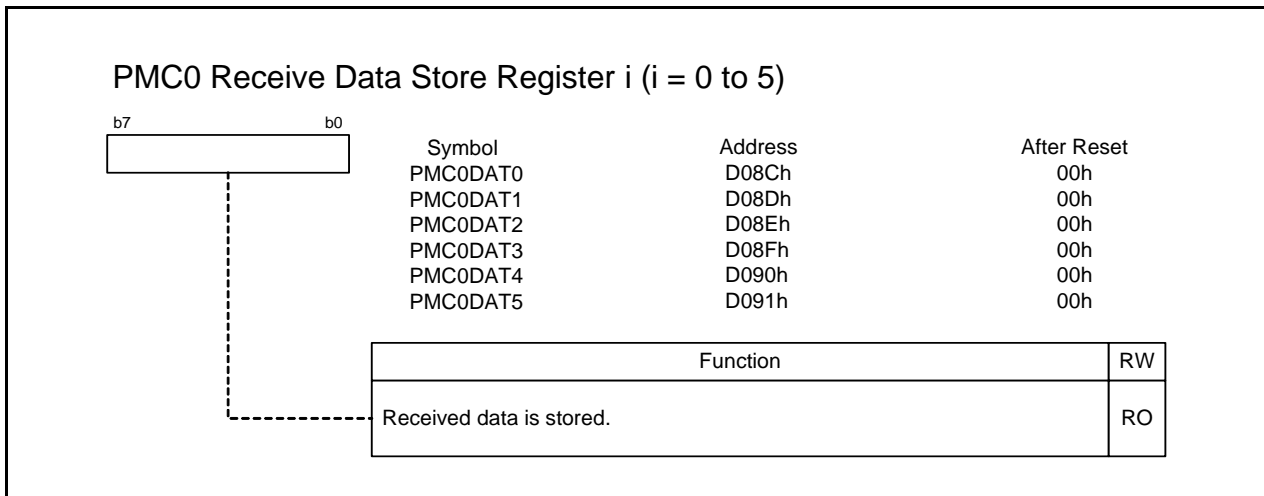 PMC0 Receive Data Store Register i (i = 0 to 5)
b7 b0
Symbol Address After Reset
PMC0DAT0 D08Ch 00h
PMC0DAT1 D08Dh 00h
PMC0DAT2 D08Eh 00h
PMC0DAT3 D08Fh 00h
PMC0DAT4 D090h 00h
PMC0DAT5 D091h 00h
Function RW
Received data is stored. RO